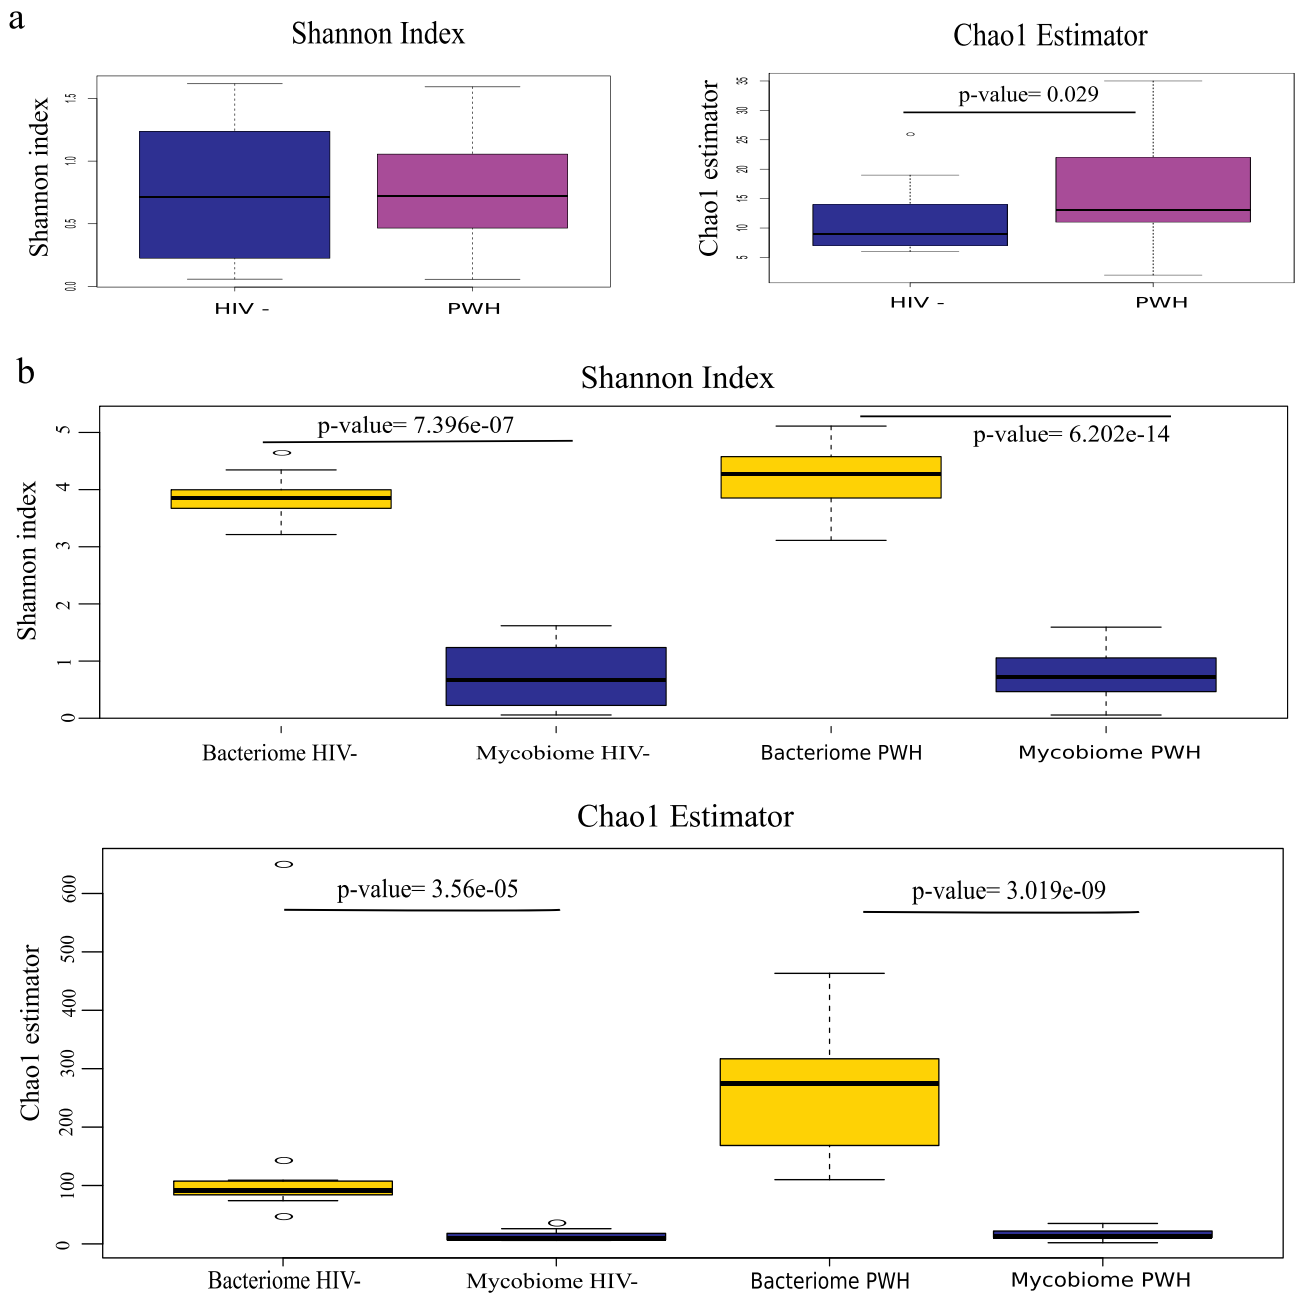 a
Shannon Index
Shannon index
1.5
1.0
0.5
0.0
HIV -
PWH
Chao1 Estimator
Chao1 estimator
p-value= 0.029
35
30
25
20
15
10
5
HIV -
PWH
b
Shannon Index
Shannon index
5
4
3
2
1
0
p-value= 7.396e-07
p-value= 6.202e-14
Bacteriome HIV-
Mycobiome HIV-
Bacteriome PWH
Mycobiome PWH
Chao1 Estimator
Chao1 estimator
600
500
400
300
200
100
0
p-value= 3.56e-05
p-value= 3.019e-09
Bacteriome HIV-
Mycobiome HIV-
Bacteriome PWH
Mycobiome PWH